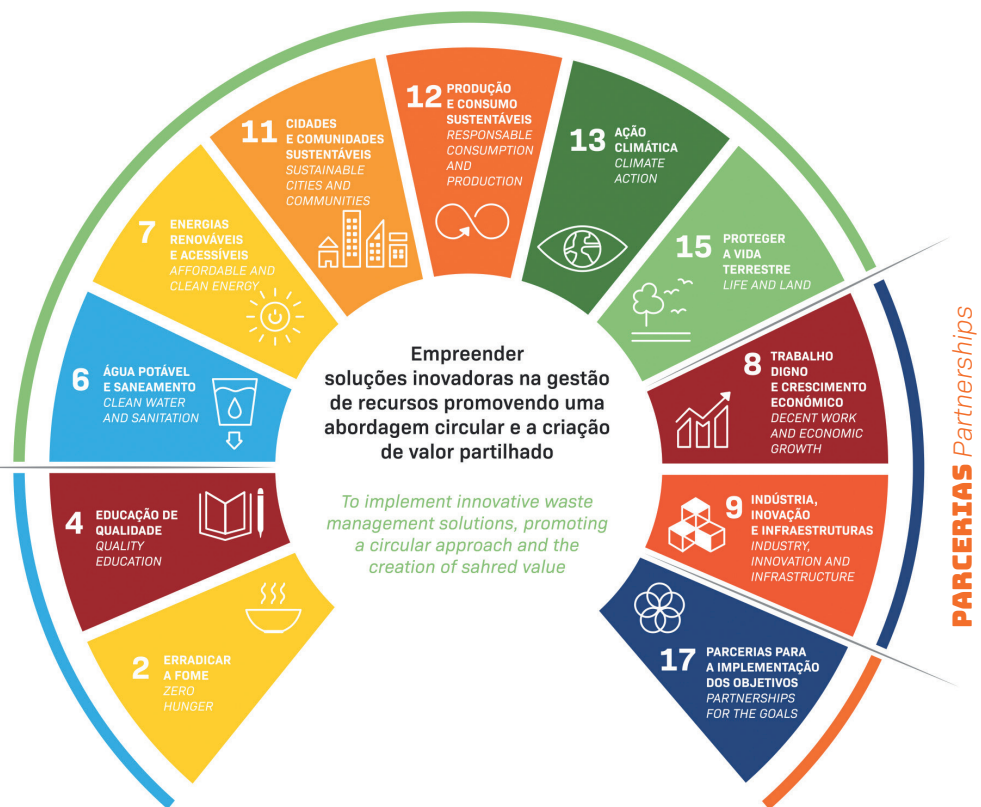 2
ERRADICAR
A FOME
ZERO
HUNGER
4
EDUCAÇÃO DE
QUALIDADE
QUALITY
EDUCATION
6
ÁGUA POTÁVEL
E SANEAMENTO
CLEAN WATER
AND SANITATION
7
ENERGIAS
RENOVÁVEIS
E ACESSÍVEIS
AFFORDABLE AND
CLEAN ENERGY
11
CIDADES
E COMUNIDADES
SUSTENTÁVEIS
SUSTAINABLE
CITIES AND
COMMUNITIES
12
PRODUÇÃO
E CONSUMO
SUSTENTÁVEIS
RESPONSABLE
CONSUMPTION
AND
PRODUCTION
13
AÇÃO
CLIMÁTICA
CLIMATE
ACTION
15
PROTEGER
A VIDA
TERRESTRE
LIFE AND LAND
8
TRABALHO
DIGNO
E CRESCIMENTO
ECONÓMICO
DECENT WORK
AND ECONOMIC
GROWTH
9
INDÚSTRIA,
INOVAÇÃO
E INFRAESTRUTURAS
INDUSTRY,
INNOVATION AND
INFRASTRUCTURE
17
PARCERIAS PARA
A IMPLEMENTAÇÃO
DOS OBJETIVOS
PARTNERSHIPS
FOR THE GOALS
Empreender
soluções inovadoras na gestão
de recursos promovendo uma
abordagem circular e a criação
de valor partilhado
To implement innovative waste
management solutions, promoting
a circular approach and the
creation of sahred value
PARCERIAS Partnerships